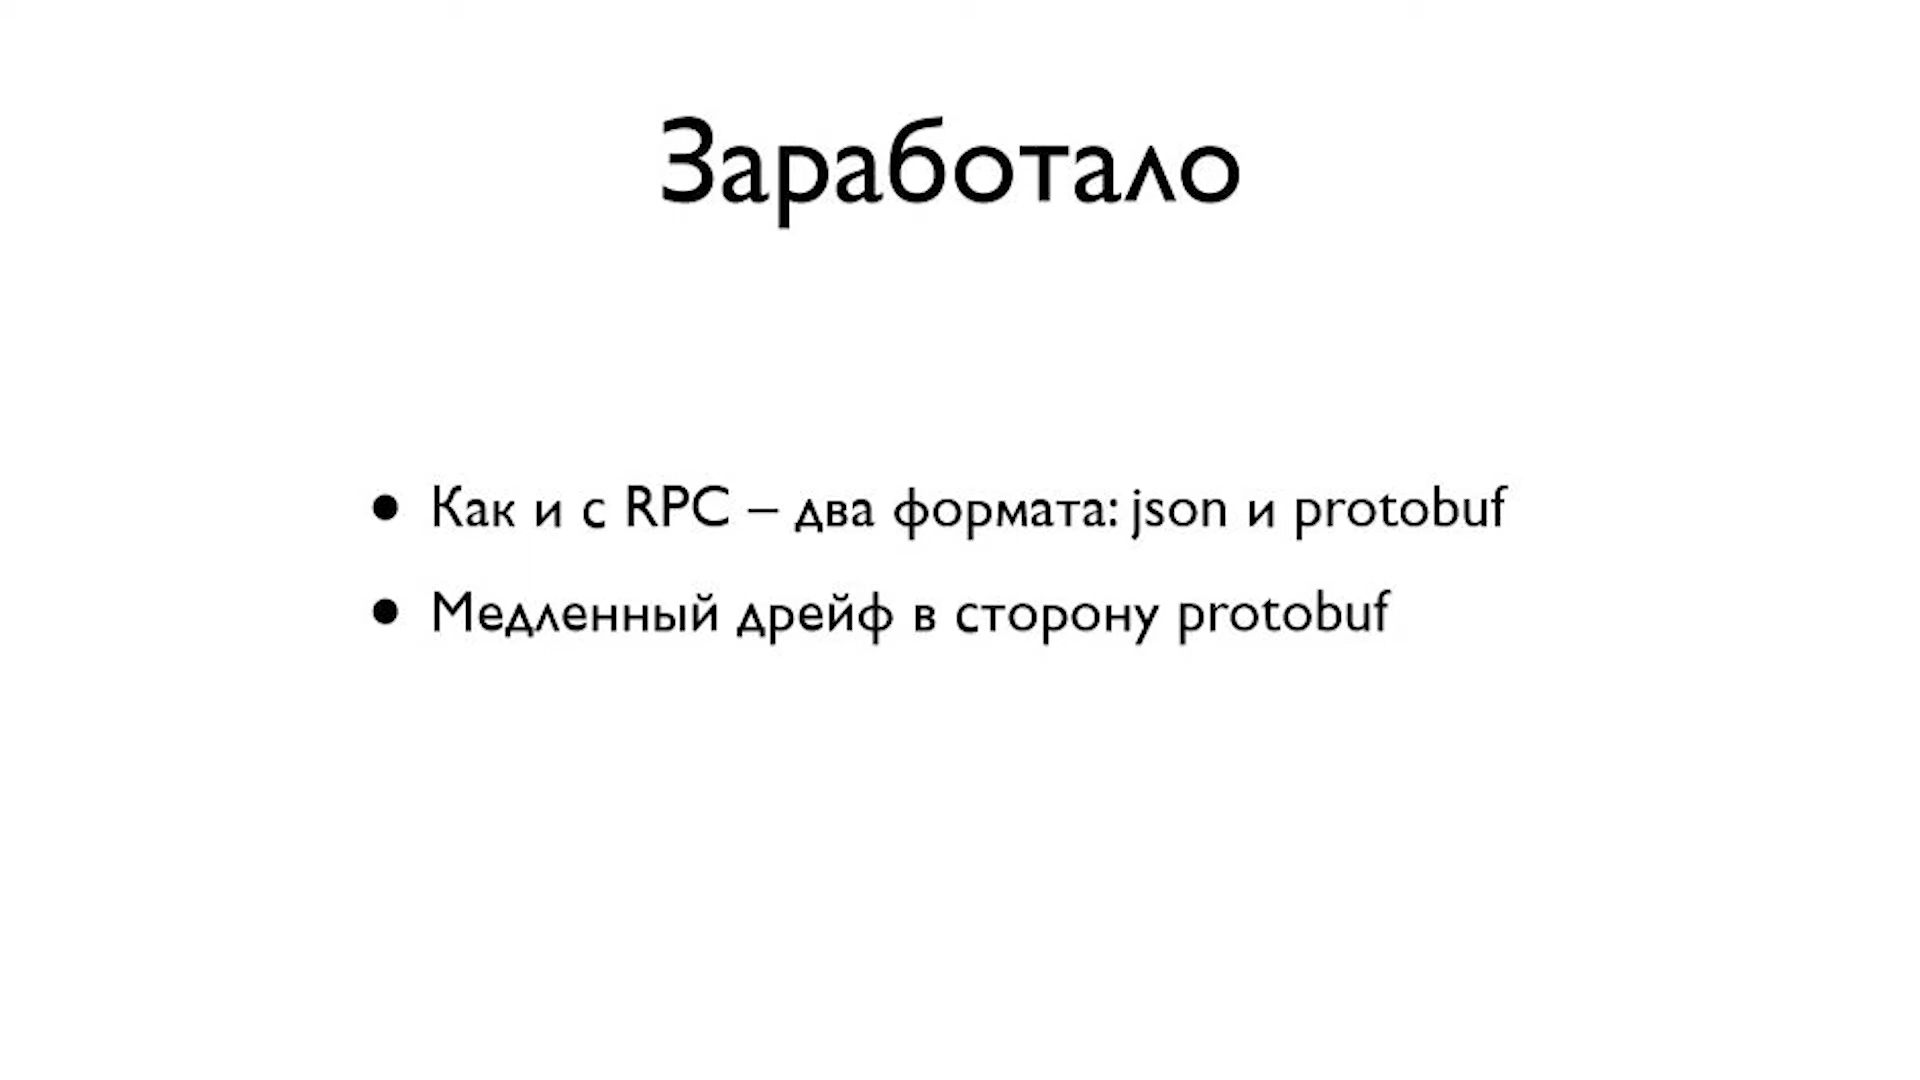 Заработало
• Как и с RPC – два формата: json и protobuf
• Медленный дрейф в сторону protobuf